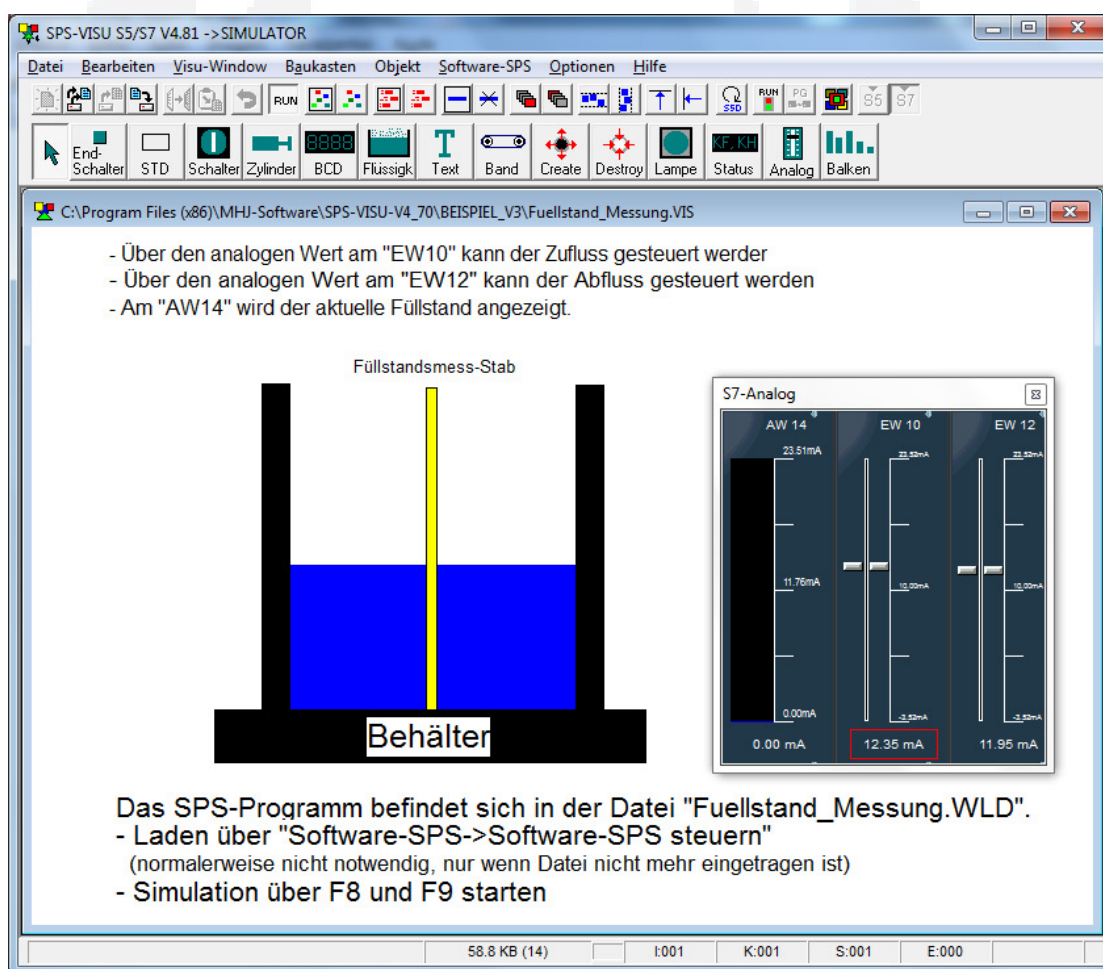 SPS-VISU S5/S7 V4.81 ->SIMULATOR
Datei Bearbeiten Visu-Window Baukasten Objekt Software-SPS Optionen Hilfe
RUN S5D RUN PG S5 S7
End-Schalter STD Schalter Zylinder BCD Flüssigk Text Band Create Destroy Lampe Status Analog Balken
8888 KF, KH
C:\Program Files (x86)\MHJ-Software\SPS-VISU-V4_70\BEISPIEL_V3\Fuellstand_Messung.VIS
- Über den analogen Wert am "EW10" kann der Zufluss gesteuert werder
- Über den analogen Wert am "EW12" kann der Abfluss gesteuert werden
- Am "AW14" wird der aktuelle Füllstand angezeigt.
Füllstandsmess-Stab
S7-Analog
AW 14 EW 10 EW 12
23.51mA 22.52mA 22.52mA
11.76mA 10.00mA 10.00mA
0.00mA -2.52mA -2.52mA
0.00 mA 12.35 mA 11.95 mA
Behälter
Das SPS-Programm befindet sich in der Datei "Fuellstand_Messung.WLD".
- Laden über "Software-SPS->Software-SPS steuern"
(normalerweise nicht notwendig, nur wenn Datei nicht mehr eingetragen ist)
- Simulation über F8 und F9 starten
58.8 KB (14) I:001 K:001 S:001 E:000